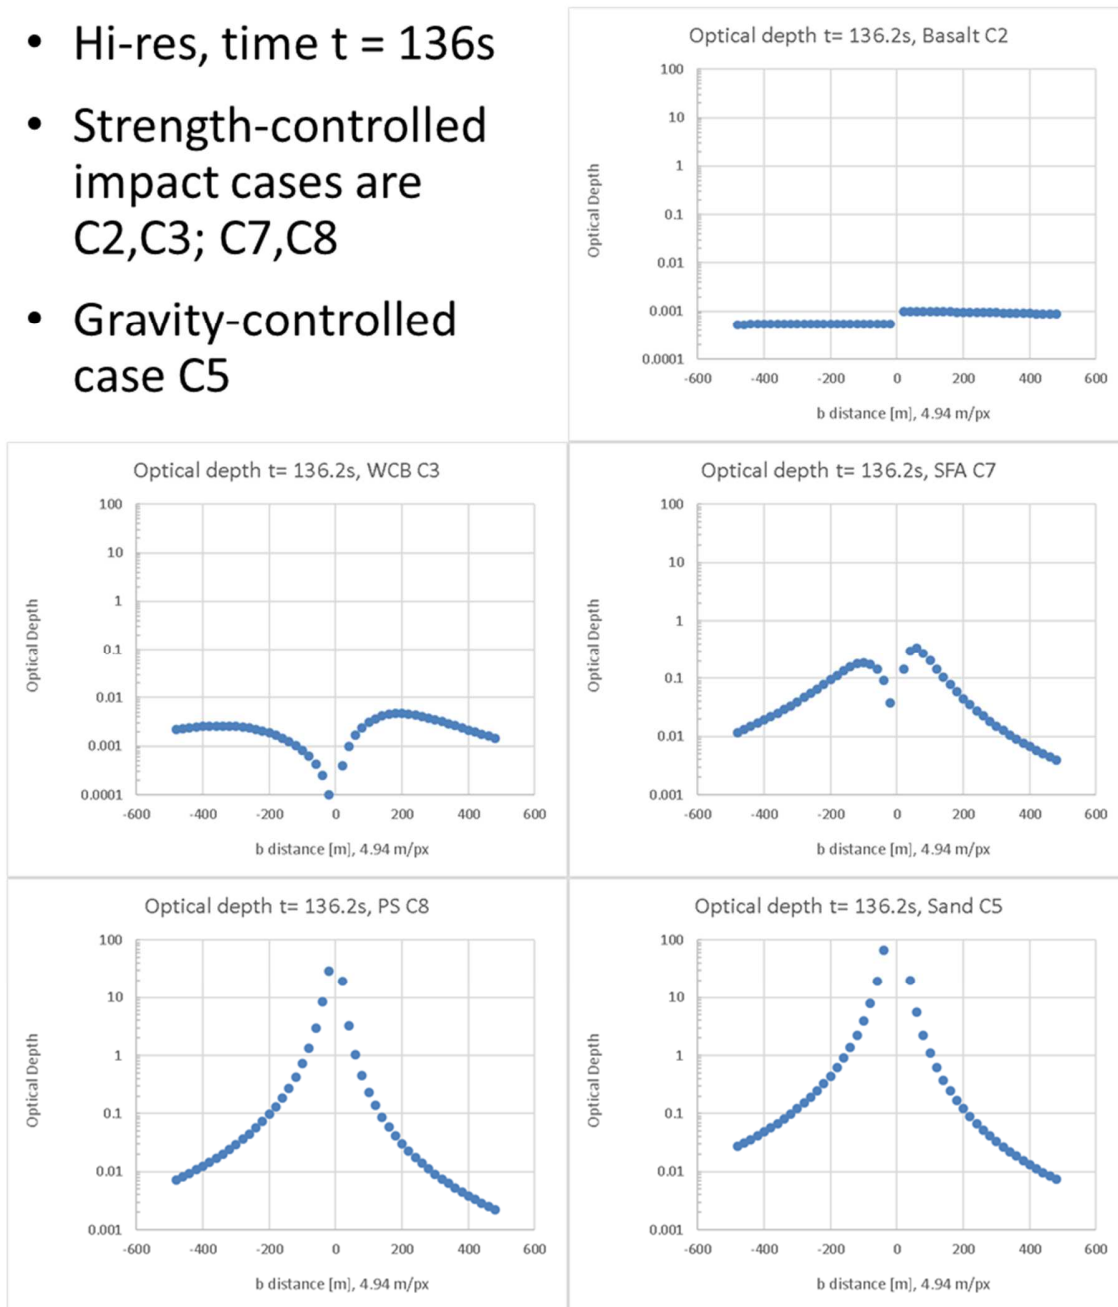 • Hi-res, time t = 136s
• Strength-controlled
impact cases are
C2,C3; C7,C8
• Gravity-controlled
case C5
Optical depth t= 136.2s, Basalt C2
100
10
1
0.1
0.01
0.001
0.0001
Optical Depth
-600 -400 -200 0 200 400 600
b distance [m], 4.94 m/px
Optical depth t= 136.2s, WCB C3
100
10
1
0.1
0.01
0.001
0.0001
Optical Depth
-600 -400 -200 0 200 400 600
b distance [m], 4.94 m/px
Optical depth t= 136.2s, SFA C7
100
10
1
0.1
0.01
0.001
Optical Depth
-600 -400 -200 0 200 400 600
b distance [m], 4.94 m/px
Optical depth t= 136.2s, PS C8
100
10
1
0.1
0.01
0.001
Optical Depth
-600 -400 -200 0 200 400 600
b distance [m], 4.94 m/px
Optical depth t= 136.2s, Sand C5
100
10
1
0.1
0.01
0.001
Optical Depth
-600 -400 -200 0 200 400 600
b distance [m], 4.94 m/px